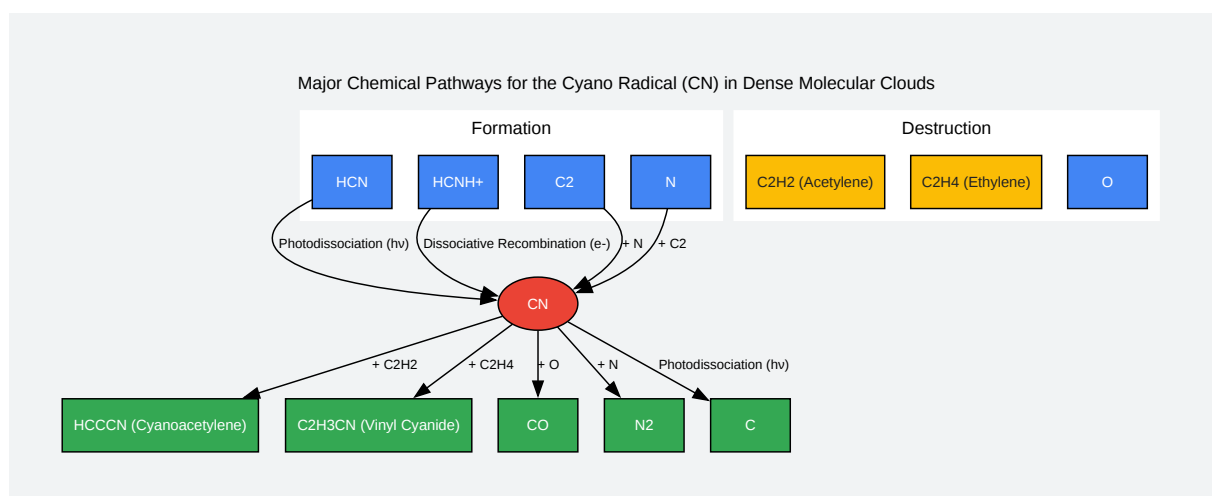 Major Chemical Pathways for the Cyano Radical (CN) in Dense Molecular Clouds
Formation
Destruction
HCN
HCNH+
C2
N
C2H2 (Acetylene)
C2H4 (Ethylene)
O
Photodissociation (hν)
Dissociative Recombination (e-)
+ N
+ C2
CN
+ C2H2
+ C2H4
+ O
+ N
Photodissociation (hν)
HCCCN (Cyanoacetylene)
C2H3CN (Vinyl Cyanide)
CO
N2
C